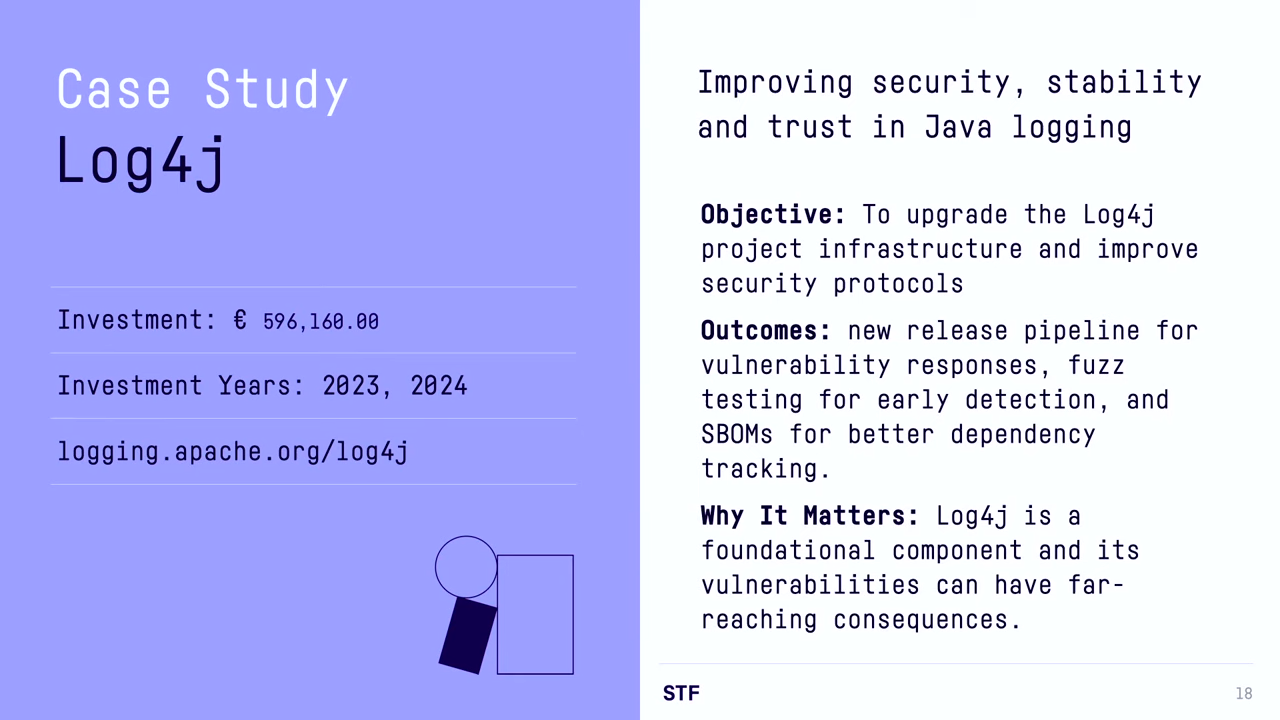 Case Study
Log4j
Investment: € 596,160.00
Investment Years: 2023, 2024
logging.apache.org/log4j
Improving security, stability
and trust in Java logging
Objective: To upgrade the Log4j
project infrastructure and improve
security protocols
Outcomes: new release pipeline for
vulnerability responses, fuzz
testing for early detection, and
SBOMs for better dependency
tracking.
Why It Matters: Log4j is a
foundational component and its
vulnerabilities can have far-
reaching consequences.
STF
18